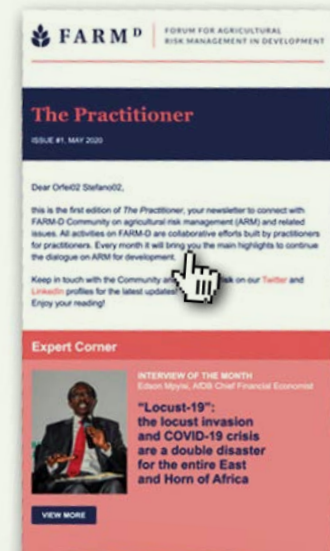 FARM D
FORUM FOR AGRICULTURAL
RISK MANAGEMENT IN DEVELOPMENT
The Practitioner
ISSUE #1, MAY 2020
Dear Orfei02 Stefano02,
this is the first edition of The Practitioner, your newsletter to connect with
FARM-D Community on agricultural risk management (ARM) and related
issues. All activities on FARM-D are collaborative efforts built by practitioners
for practitioners. Every month it will bring you the main highlights to continue
the dialogue on ARM for development.
Keep in touch with the Community an isk on our Twitter and
LinkedIn profiles for the latest updates!
Enjoy your reading!
Expert Corner
INTERVIEW OF THE MONTH
Edson Mpyisi, AfDB Chief Financial Economist
"Locust-19":
the locust invasion
and COVID-19 crisis
are a double disaster
for the entire East
and Horn of Africa
VIEW MORE